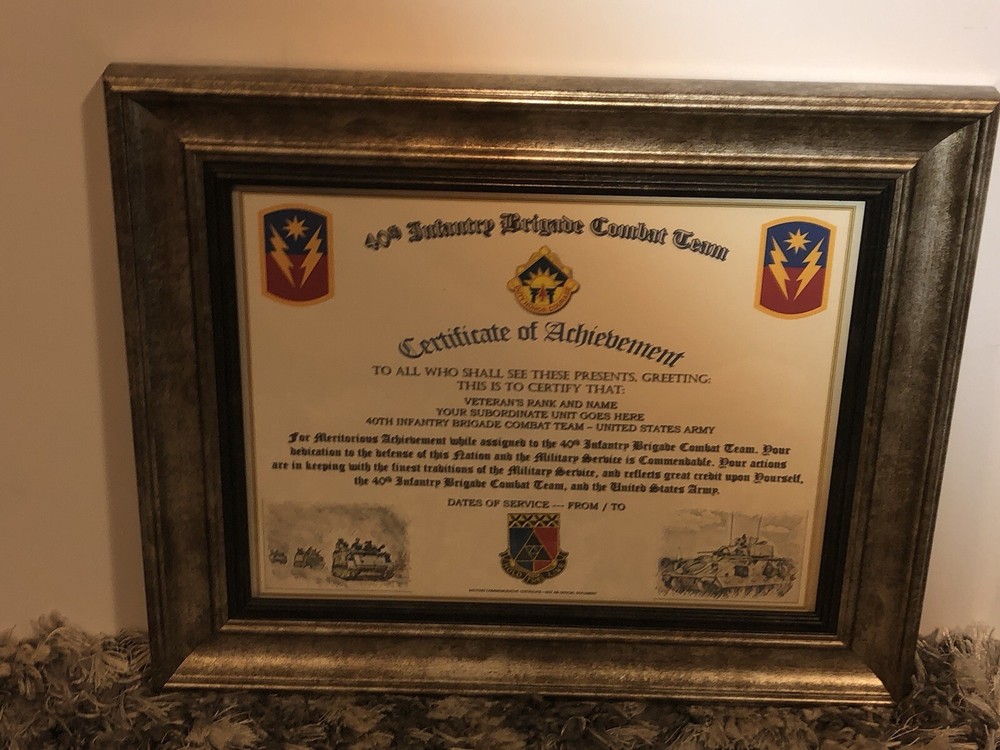 40th Infantry Brigade Combat Team
Certificate of Achievement
TO ALL WHO SHALL SEE THESE PRESENTS, GREETING:
THIS IS TO CERTIFY THAT:
VETERAN'S RANK AND NAME
YOUR SUBORDINATE UNIT GOES HERE
40TH INFANTRY BRIGADE COMBAT TEAM – UNITED STATES ARMY
For Meritorious Achievement while assigned to the 40th Infantry Brigade Combat Team. Your
dedication to the defense of this Nation and the Military Service is Commendable. Your actions
are in keeping with the finest traditions of the Military Service, and reflects great credit upon Yourself,
the 40th Infantry Brigade Combat Team, and the United States Army.
DATES OF SERVICE --- FROM / TO